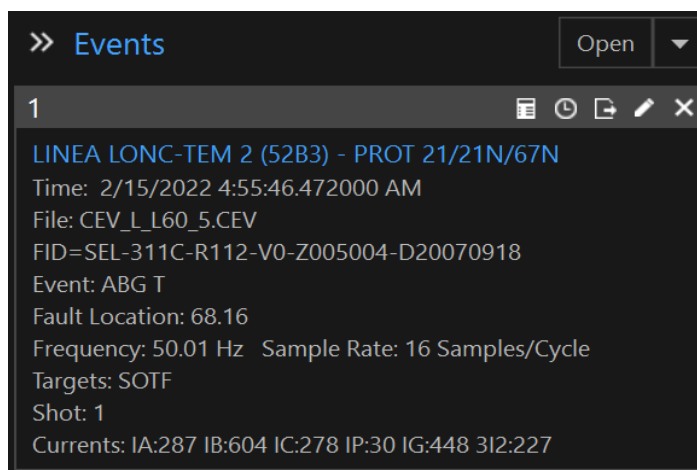 Events
Open
1
LINEA LONC-TEM 2 (52B3) - PROT 21/21N/67N
Time:  2/15/2022 4:55:46.472000 AM
File: CEV_L_L60_5.CEV
FID=SEL-311C-R112-V0-Z005004-D20070918
Event: ABG T
Fault Location: 68.16
Frequency: 50.01 Hz   Sample Rate: 16 Samples/Cycle
Targets: SOTF
Shot: 1
Currents: IA:287 IB:604 IC:278 IP:30 IG:448 3I2:227